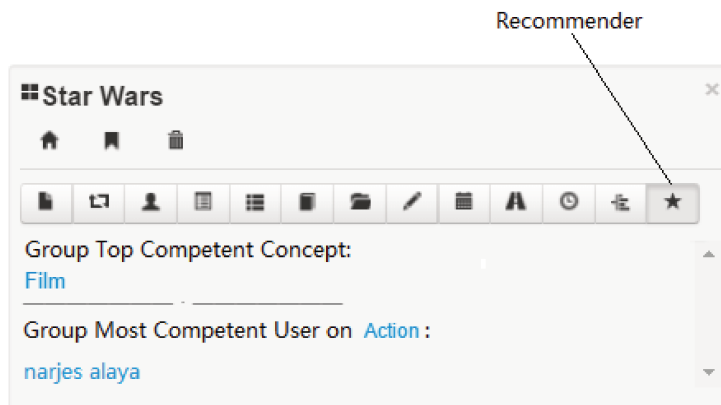 Recommender
Star Wars
Group Top Competent Concept:
Film
Group Most Competent User on Action :
narjes alaya